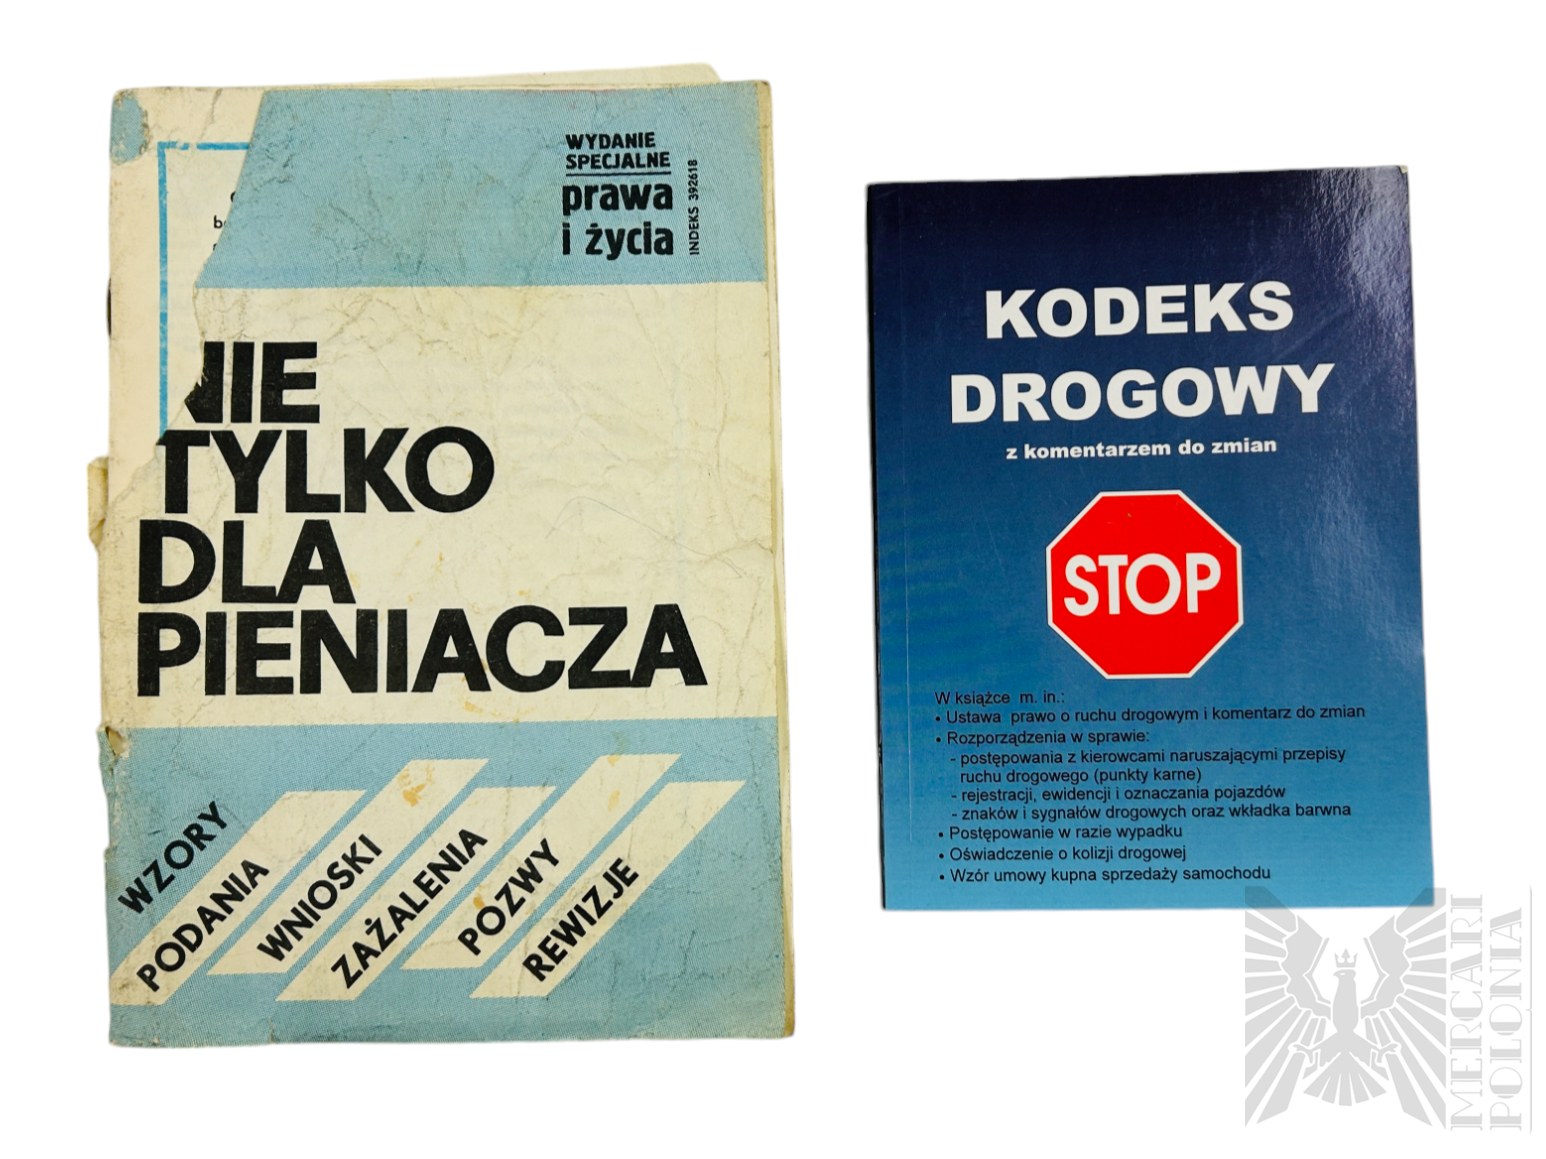 WYDANIE
SPECJALNE
prawa
i życia
INDEKS 392618
NIE
TYLKO
DLA
PIENIACZA
WZORY
PODANIA
WNIOSKI
ZAŻALENIA
POZWY
REWIZJE
KODEKS
DROGOWY
z komentarzem do zmian
STOP
W książce m. in.:
• Ustawa prawo o ruchu drogowym i komentarz do zmian
• Rozporządzenia w sprawie:
- postępowania z kierowcami naruszającymi przepisy
ruchu drogowego (punkty karne)
- rejestracji, ewidencji i oznaczania pojazdów
- znaków i sygnałów drogowych oraz wkładka barwna
• Postępowanie w razie wypadku
• Oświadczenie o kolizji drogowej
• Wzór umowy kupna sprzedaży samochodu
MERCARI
POLONIA